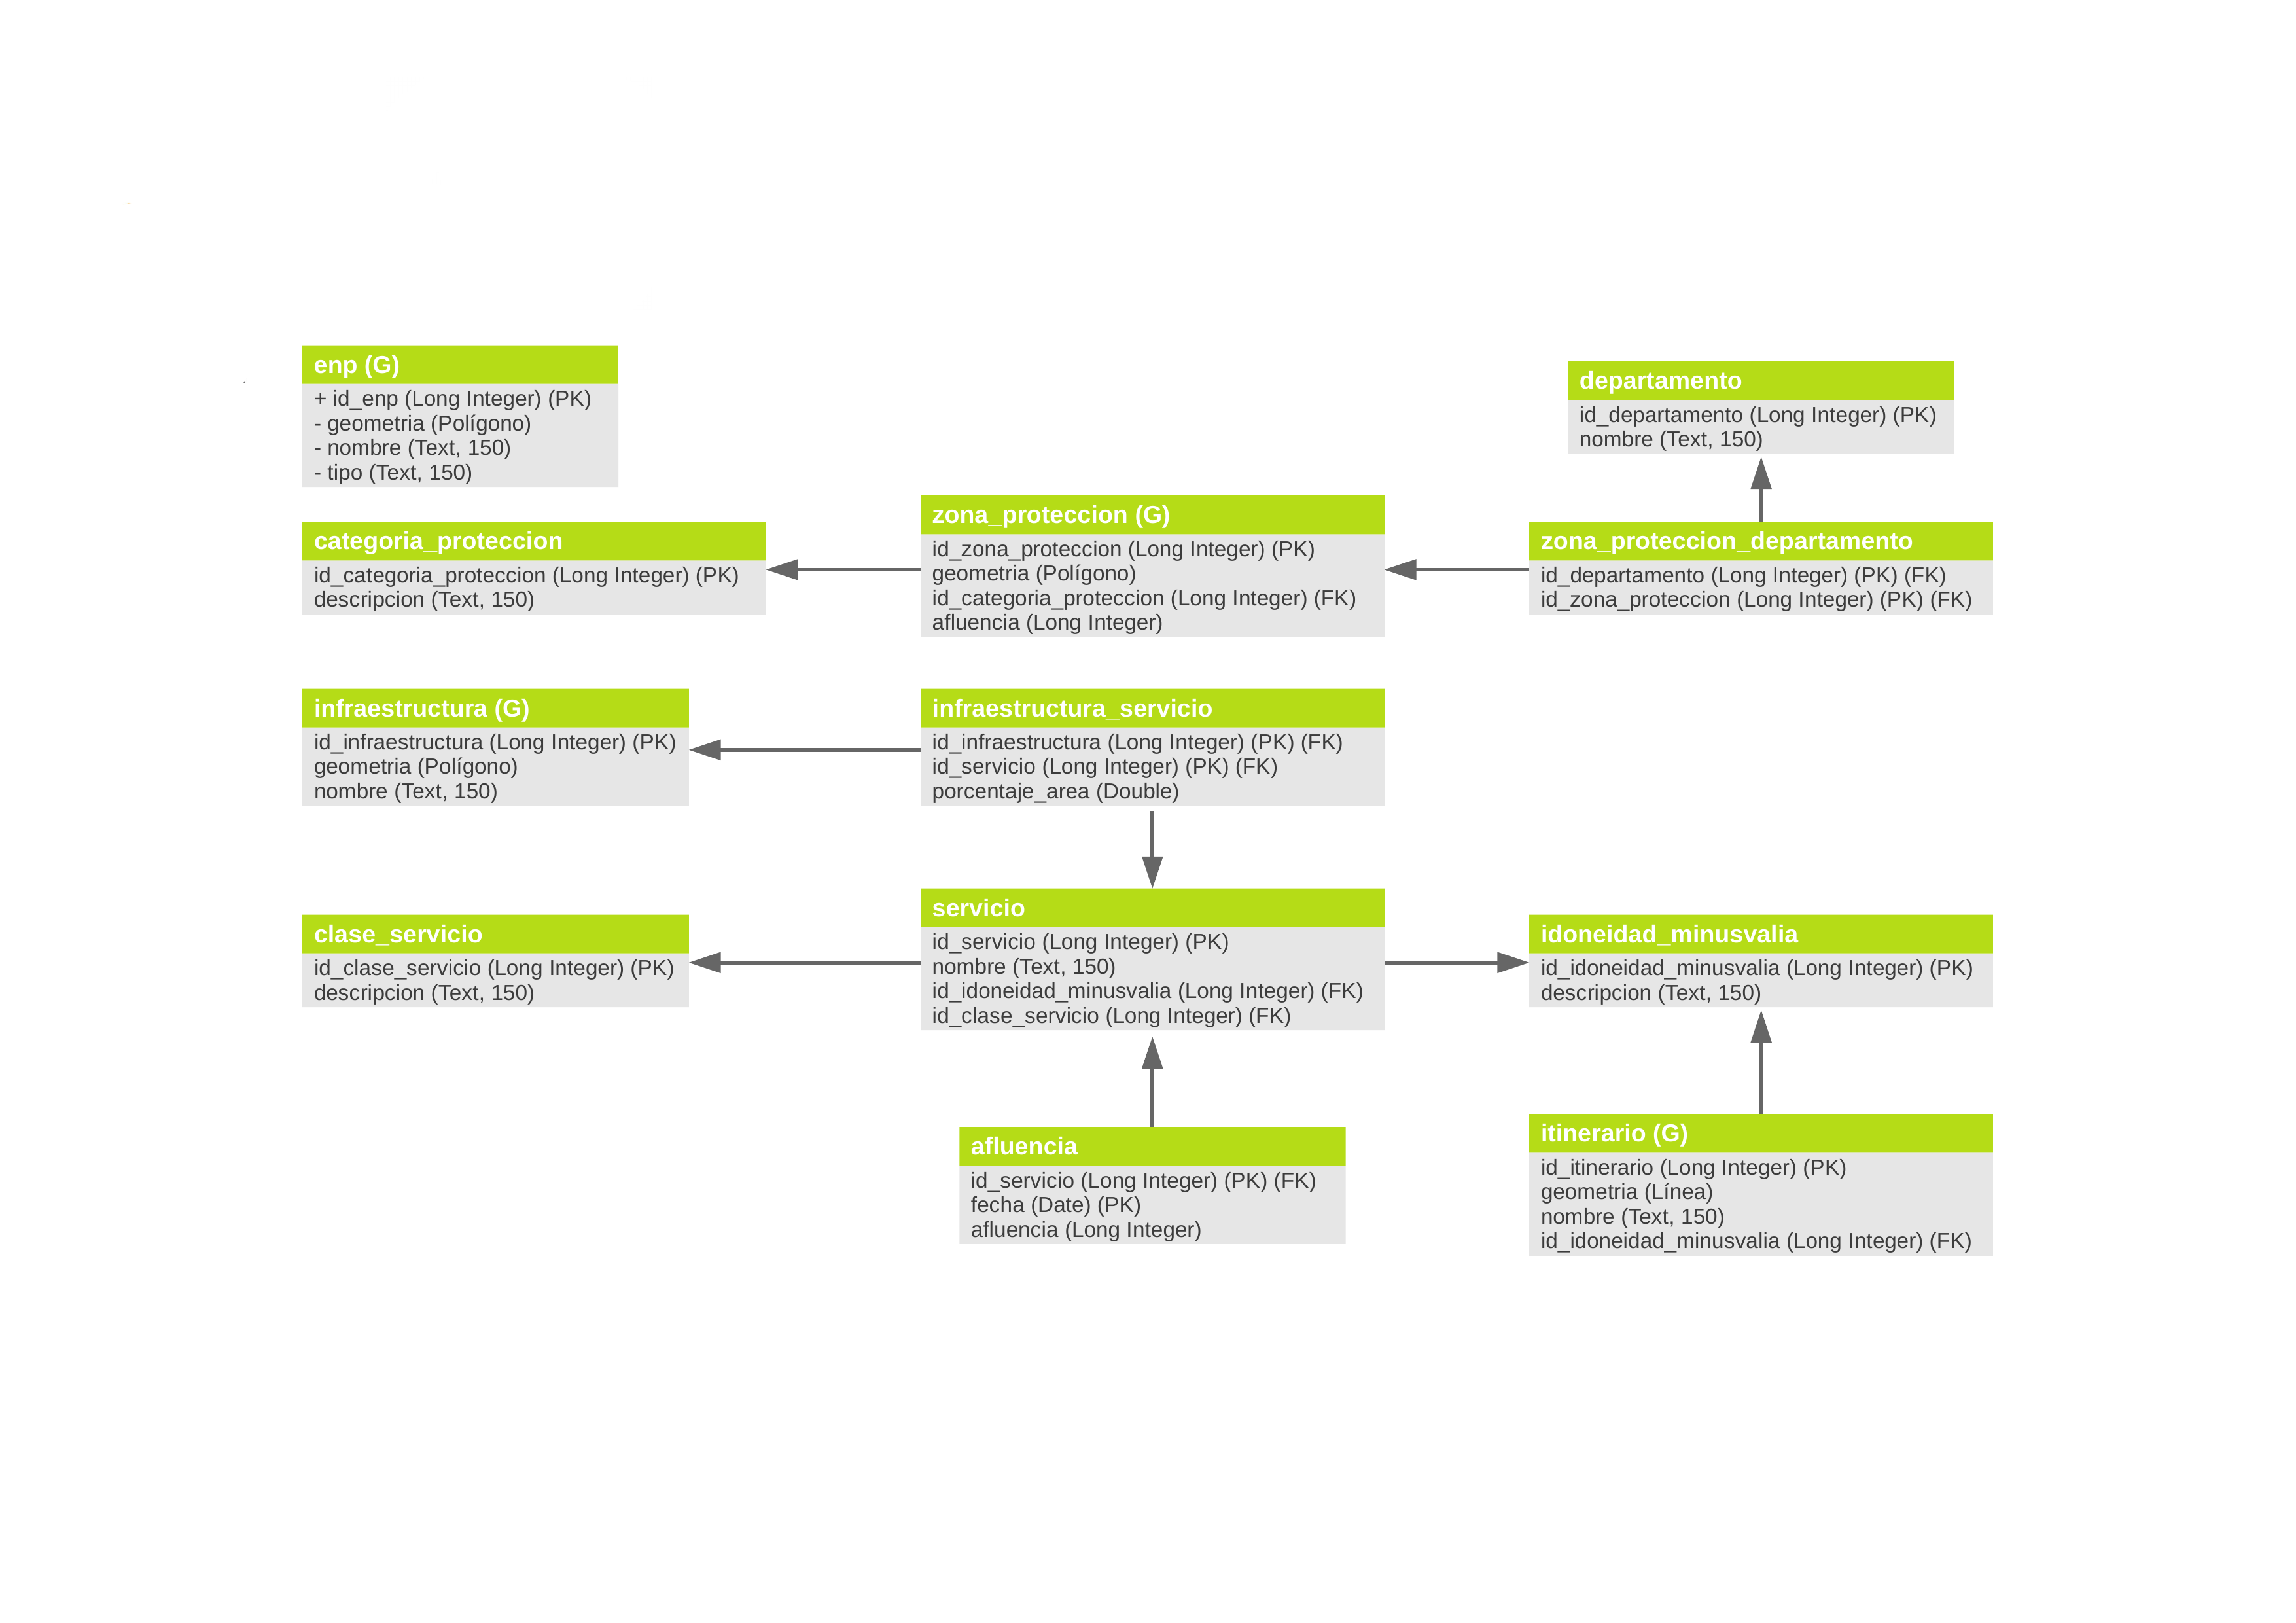 enp (G)
+ id_enp (Long Integer) (PK)
- geometria (Polígono)
- nombre (Text, 150)
- tipo (Text, 150)
departamento
id_departamento (Long Integer) (PK)
nombre (Text, 150)
categoria_proteccion
id_categoria_proteccion (Long Integer) (PK)
descripcion (Text, 150)
zona_proteccion (G)
id_zona_proteccion (Long Integer) (PK)
geometria (Polígono)
id_categoria_proteccion (Long Integer) (FK)
afluencia (Long Integer)
zona_proteccion_departamento
id_departamento (Long Integer) (PK) (FK)
id_zona_proteccion (Long Integer) (PK) (FK)
infraestructura (G)
id_infraestructura (Long Integer) (PK)
geometria (Polígono)
nombre (Text, 150)
infraestructura_servicio
id_infraestructura (Long Integer) (PK) (FK)
id_servicio (Long Integer) (PK) (FK)
porcentaje_area (Double)
clase_servicio
id_clase_servicio (Long Integer) (PK)
descripcion (Text, 150)
servicio
id_servicio (Long Integer) (PK)
nombre (Text, 150)
id_idoneidad_minusvalia (Long Integer) (FK)
id_clase_servicio (Long Integer) (FK)
idoneidad_minusvalia
id_idoneidad_minusvalia (Long Integer) (PK)
descripcion (Text, 150)
afluencia
id_servicio (Long Integer) (PK) (FK)
fecha (Date) (PK)
afluencia (Long Integer)
itinerario (G)
id_itinerario (Long Integer) (PK)
geometria (Línea)
nombre (Text, 150)
id_idoneidad_minusvalia (Long Integer) (FK)